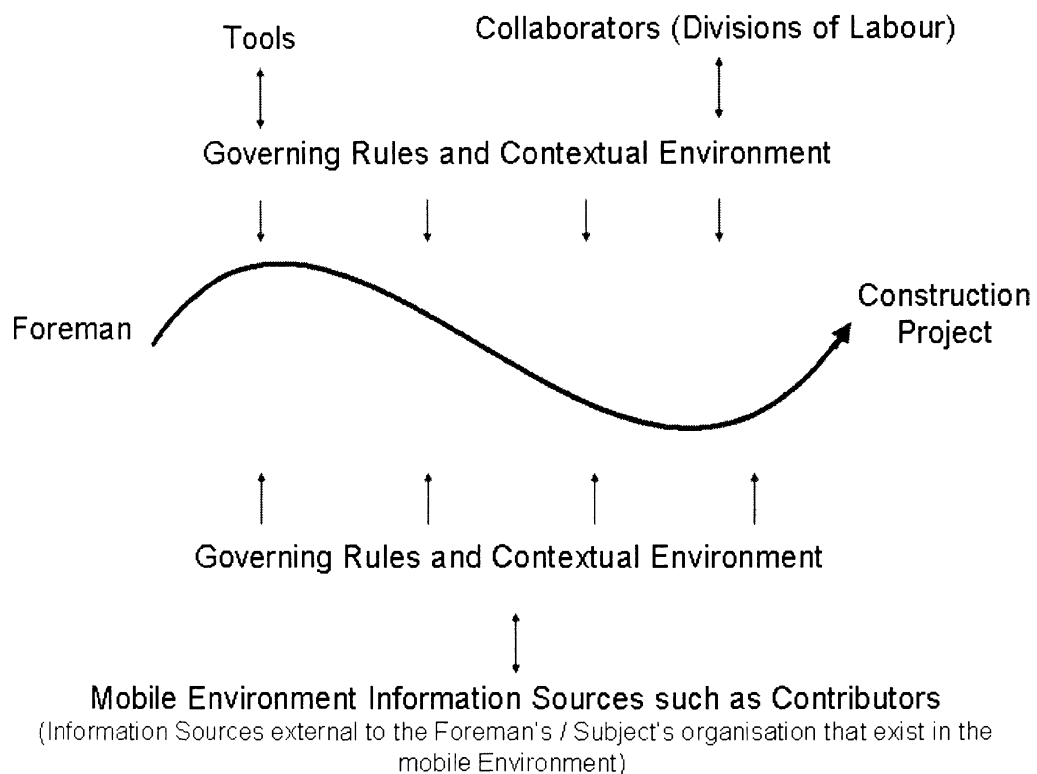 Tools
Collaborators (Divisions of Labour)
Governing Rules and Contextual Environment
Foreman
Construction
Project
Governing Rules and Contextual Environment
Mobile Environment Information Sources such as Contributors
(Information Sources external to the Foreman's / Subject's organisation that exist in the
mobile Environment)